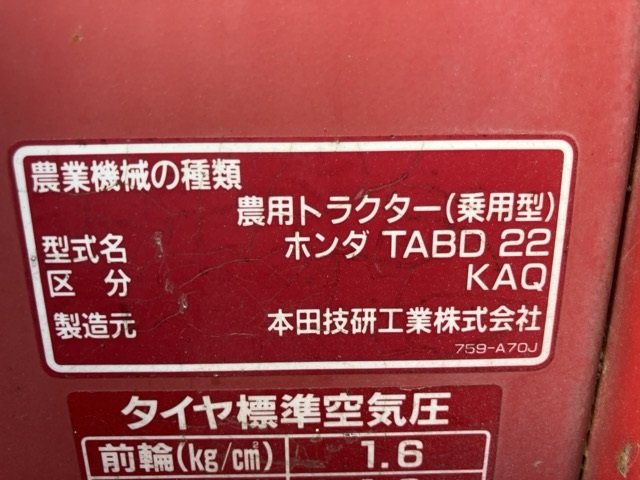 農業機械の種類
農用トラクター(乗用型)
型式名 ホンダ TABD 22
区分 KAQ
製造元 本田技研工業株式会社
759-A70J
タイヤ標準空気圧
前輪(kg/c㎡) 1.6